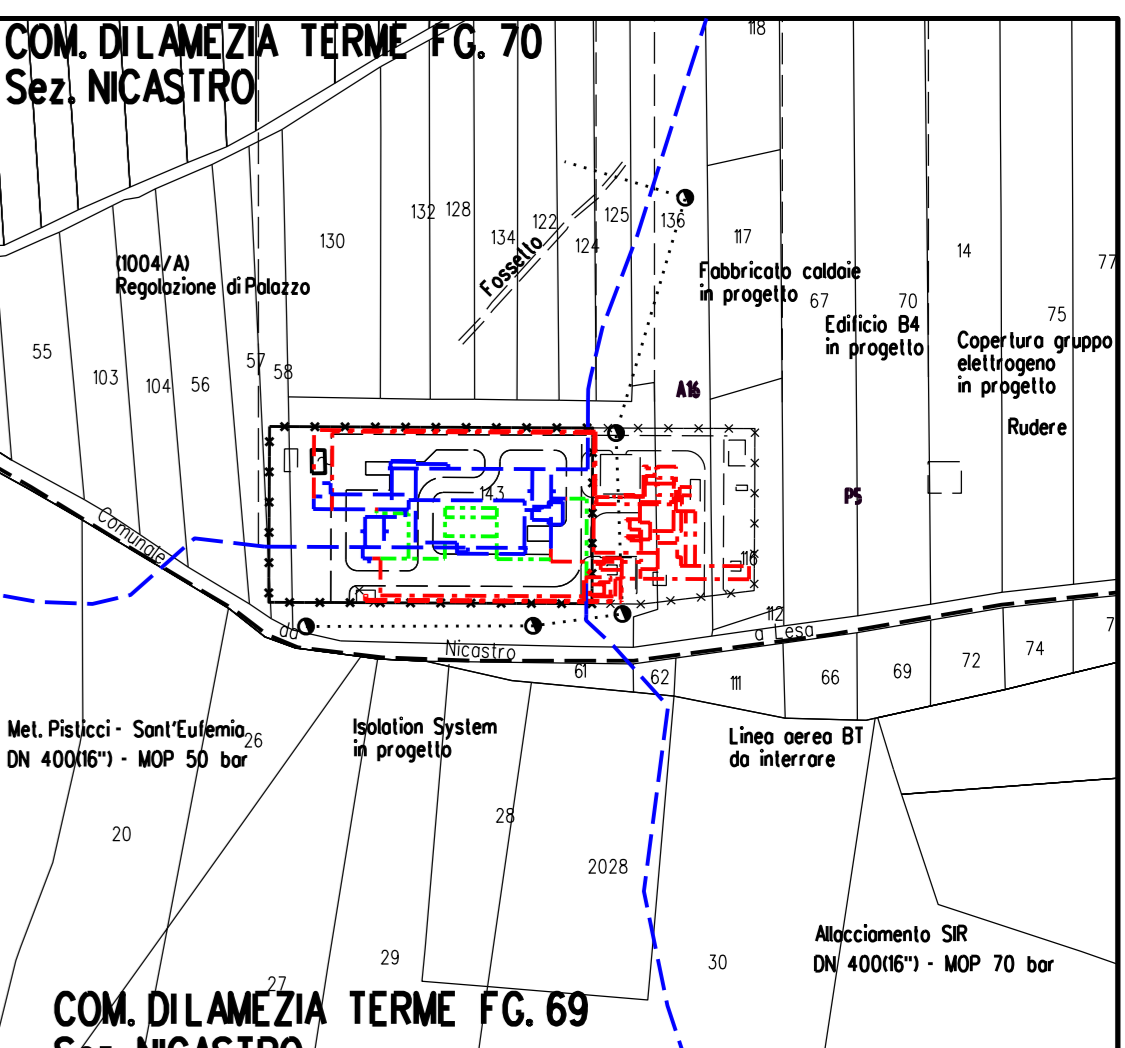 COM. DI LAMEZIA TERME FG. 70
Sez. NICASTRO
118
132
128
122
125
136
130
134
124
117
14
77
Fossetto
(1004/A)
Regolazione di Palazzo
Fabbricato caldaie
in progetto
67
70
75
Edificio B4
in progetto
Copertura gruppo
elettrogeno
in progetto
Rudere
55
103
104
56
57
58
A16
143
P5
116
Comunale
da
Nicastro
a Lesa
112
61
62
111
66
69
72
74
7
Met. Pisticci - Sant'Eufemia
DN 400(16") - MOP 50 bar
26
Isolation System
in progetto
Linea aerea BT
da interrare
20
28
2028
29
30
27
Allacciamento SIR
DN 400(16") - MOP 70 bar
COM. DI LAMEZIA TERME FG. 69
Sez. NICASTRO